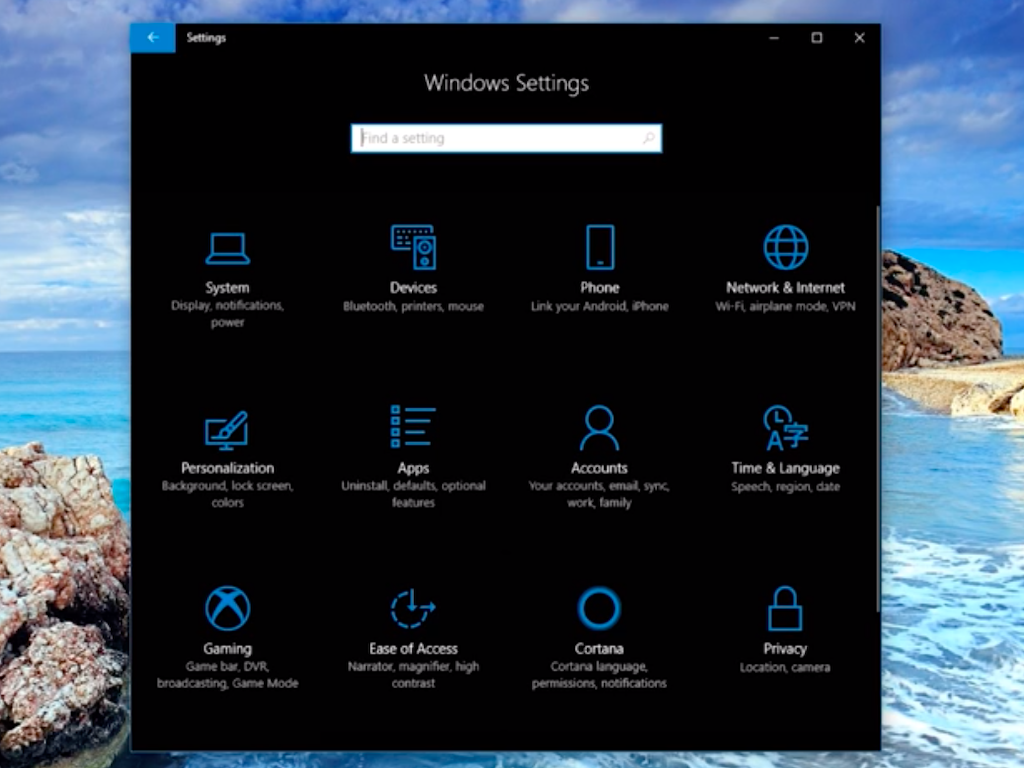 Settings
Windows Settings
Find a setting
System
Display, notifications,
power
Devices
Bluetooth, printers, mouse
Phone
Link your Android, iPhone
Network & Internet
Wi-Fi, airplane mode, VPN
Personalization
Background, lock screen,
colors
Apps
Uninstall, defaults, optional
features
Accounts
Your accounts, email, sync,
work, family
Time & Language
Speech, region, date
Gaming
Game bar, DVR,
broadcasting, Game Mode
Ease of Access
Narrator, magnifier, high
contrast
Cortana
Cortana language,
permissions, notifications
Privacy
Location, camera